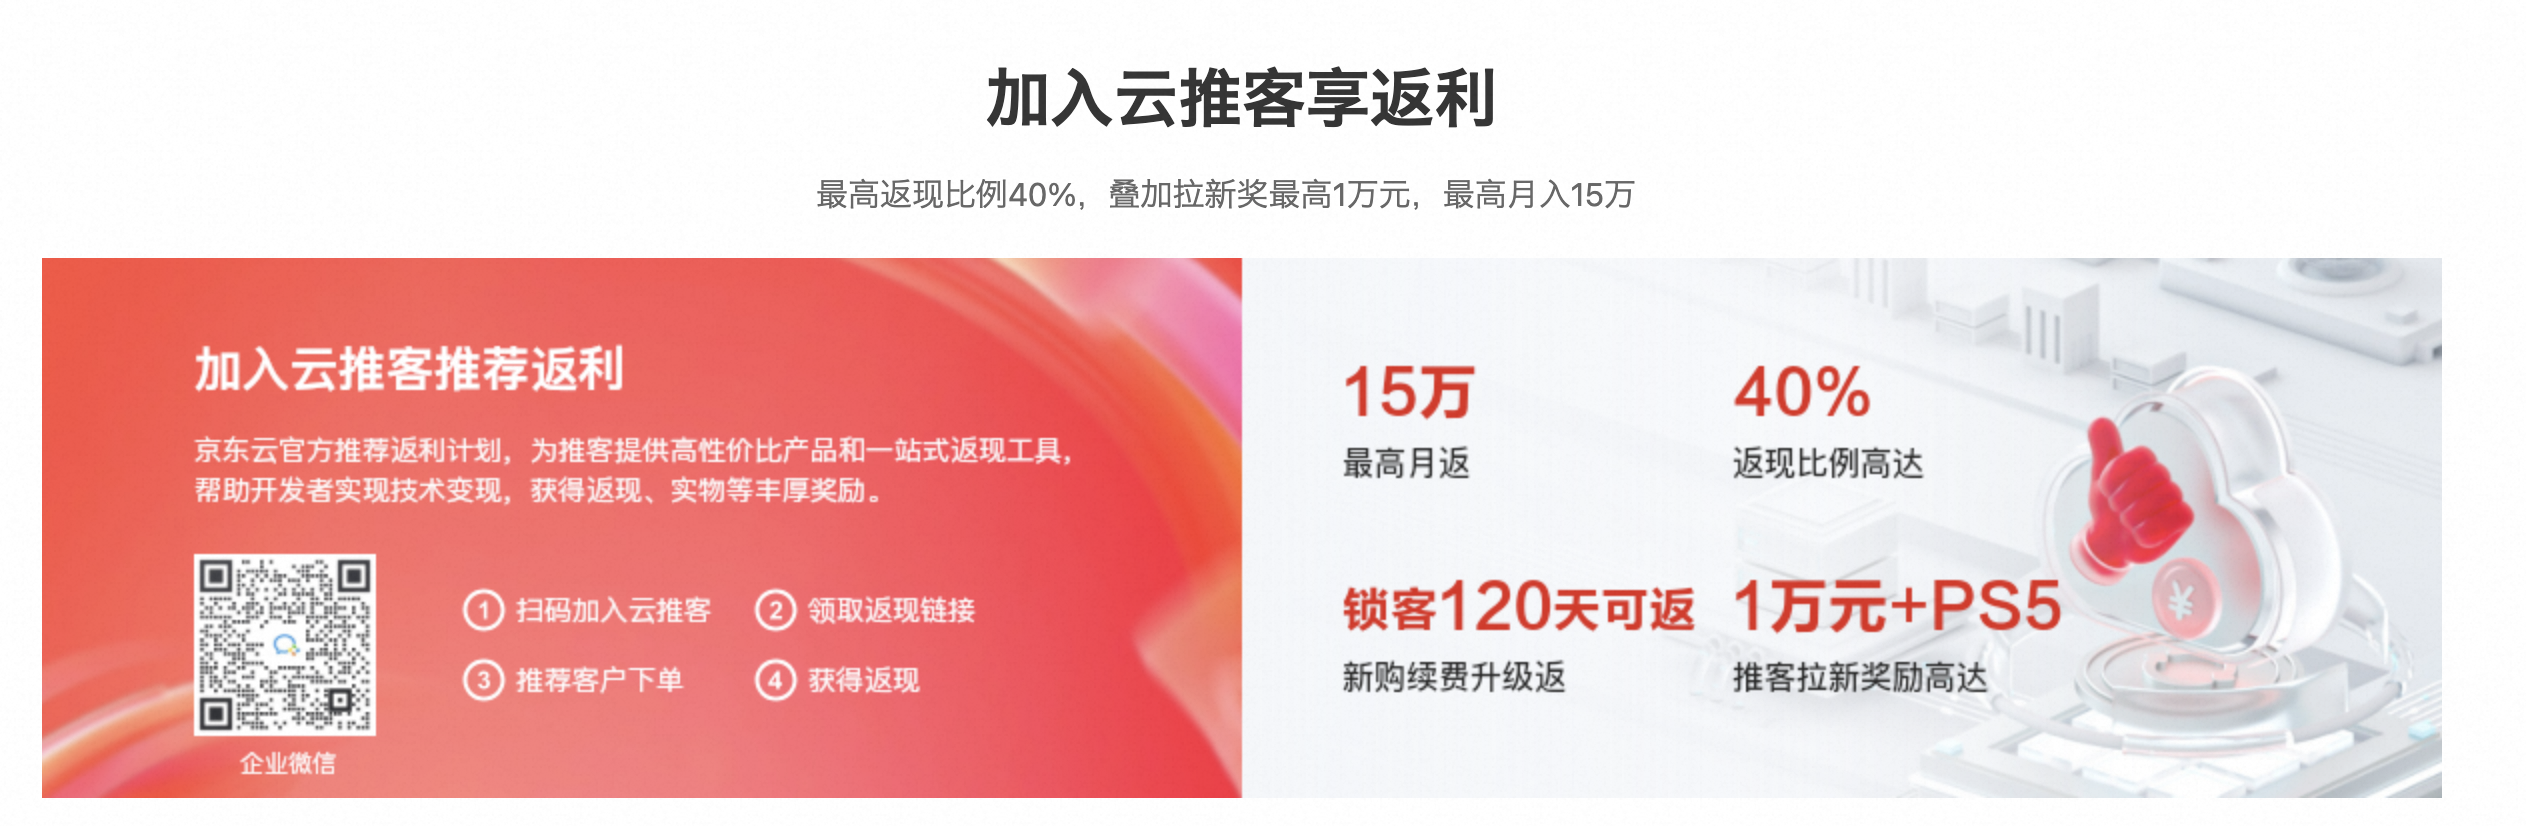 加入云推客享返利
最高返现比例40%，叠加拉新奖最高1万元，最高月入15万
加入云推客推荐返利
京东云官方推荐返利计划，为推客提供高性价比产品和一站式返现工具，
帮助开发者实现技术变现，获得返现、实物等丰厚奖励。
① 扫码加入云推客
② 领取返现链接
③ 推荐客户下单
④ 获得返现
企业微信
15万
最高月返
40%
返现比例高达
锁客120天可返
新购续费升级返
1万元+PS5
推客拉新奖励高达
¥